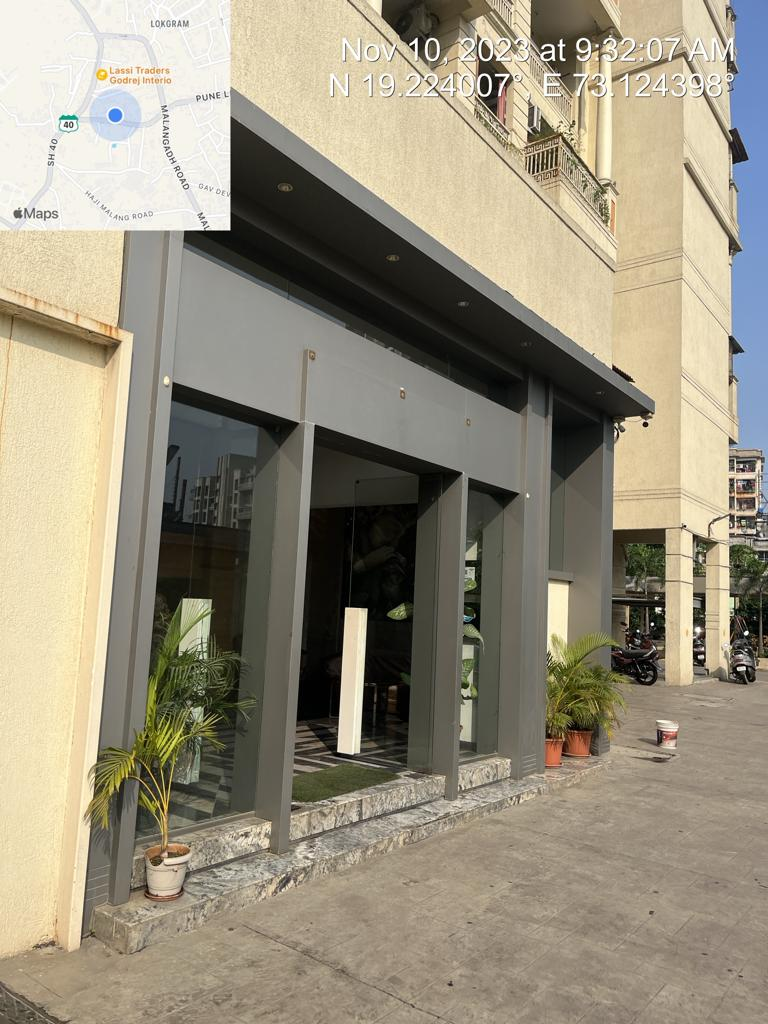 Nov 10, 2023 at 9:32:07 AM
N 19.224007°, E 73.124398°
LOKGRAM
Lassi Traders
Godrej Interio
PUNE L
40
SH 40
MALANGADH ROAD
HAJI MALANG ROAD
GAV DEV
MAL
Maps